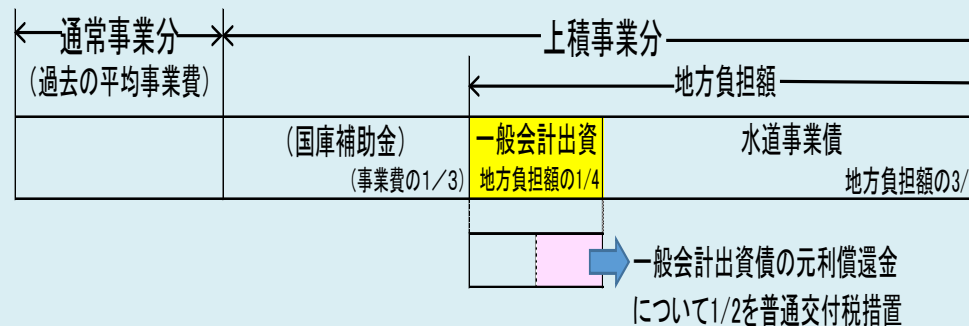 通常事業分
上積事業分
(過去の平均事業費)
地方負担額
(国庫補助金)
一般会計出資
水道事業債
(事業費の1/3)
地方負担額の1/4
地方負担額の3/
一般会計出資債の元利償還金
について1/2を普通交付税措置